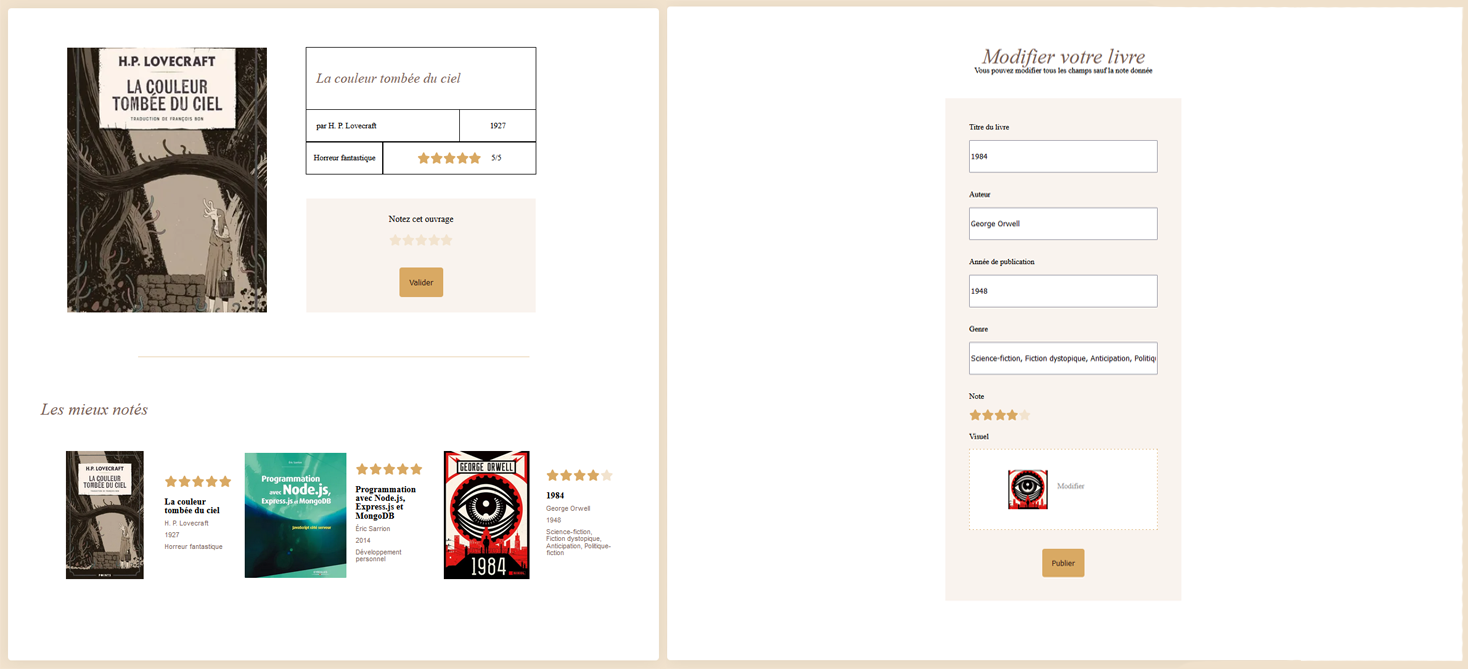 H.P. LOVECRAFT
LA COULEUR
TOMBÉE DU CIEL
TRADUCTION DE FRANÇOIS BON
La couleur tombée du ciel
par H. P. Lovecraft
1927
Horreur fantastique
5/5
Notez cet ouvrage
Valider
Les mieux notés
H.P. LOVECRAFT
LA COULEUR
TOMBÉE DU CIEL
La couleur
tombée du ciel
H. P. Lovecraft
1927
Horreur fantastique
Programmation
avec Node.js,
Express.js et MongoDB
JavaScript côté serveur
Programmation
avec Node.js,
Express.js et
MongoDB
Éric Sarrion
2014
Développement
personnel
GEORGE ORWELL
1984
1984
George Orwell
1948
Science-fiction,
Fiction dystopique,
Anticipation, Politique-
fiction
Modifier votre livre
Vous pouvez modifier tous les champs sauf la note donnée
Titre du livre
1984
Auteur
George Orwell
Année de publication
1948
Genre
Science-fiction, Fiction dystopique, Anticipation, Politiq
Note
Visuel
Modifier
Publier